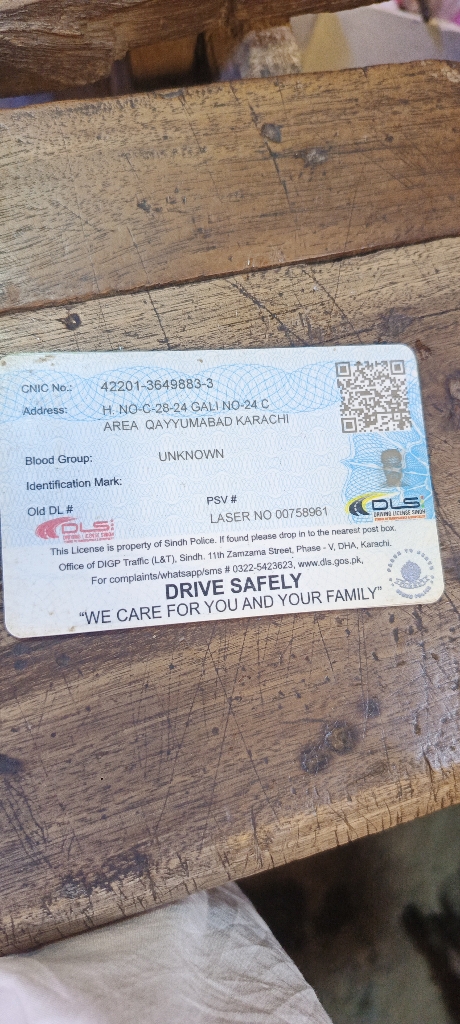 CNIC No.: 42201-3649883-3
Address: H NO-C-28-24 GALI NO-24 C
AREA QAYYUMABAD KARACHI
Blood Group: UNKNOWN
Identification Mark:
Old DL # PSV #
LASER NO 00758961
DLS
DRIVING LICENSE SINDH
This License is property of Sindh Police. If found please drop in to the nearest post box.
Office of DIGP Traffic (L&T), Sindh. 11th Zamzama Street, Phase - V, DHA, Karachi.
For complaints/whatsapp/sms # 0322-5423623, www.dls.gos.pk,
DRIVE SAFELY
"WE CARE FOR YOU AND YOUR FAMILY"